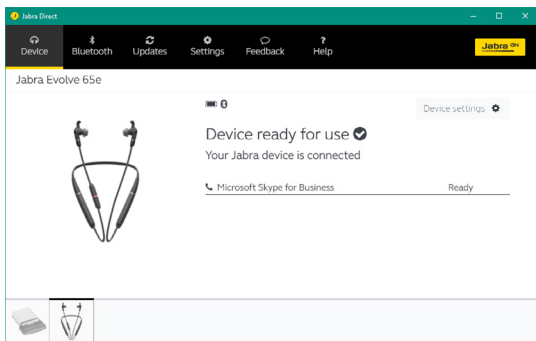 Jabra Direct
Device Bluetooth Updates Settings Feedback Help
Jabra GN
Jabra Evolve 65e
Device settings
Device ready for use
Your Jabra device is connected
Microsoft Skype for Business Ready